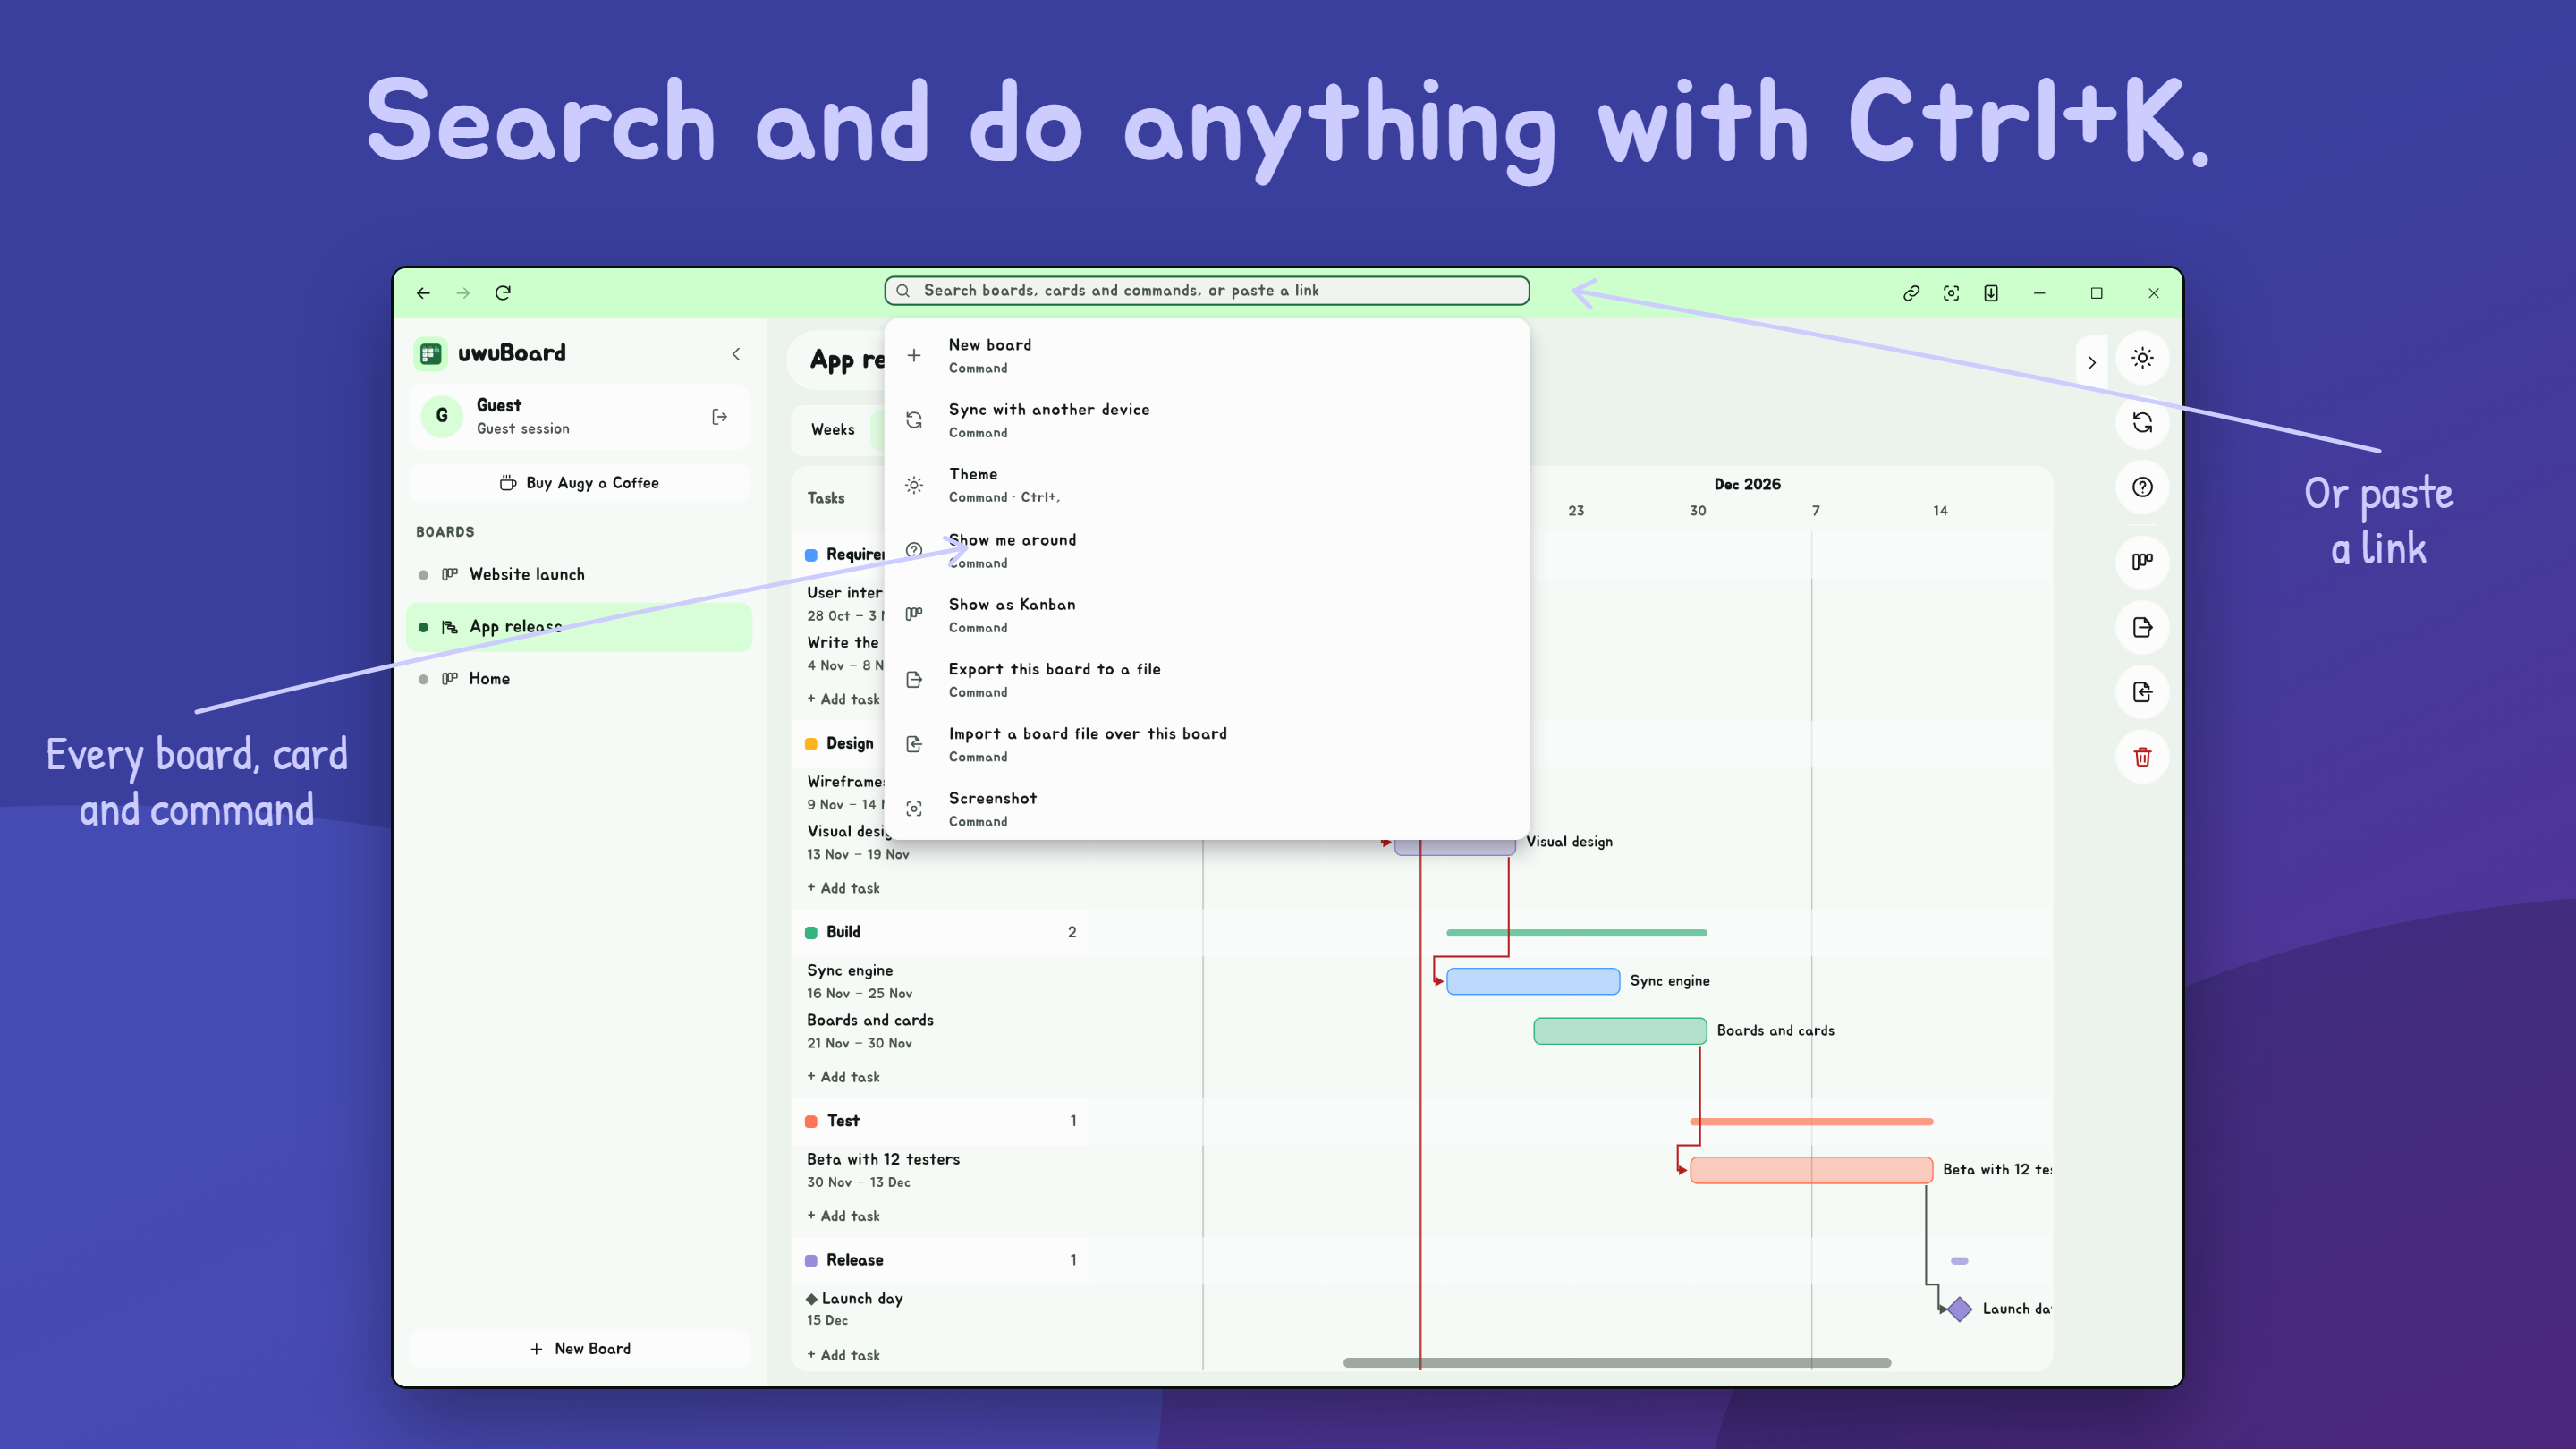 Search and do anything with Ctrl+K.
Search boards, cards and commands, or paste a link
uwuBoard
G
Guest
Guest session
Buy Augy a Coffee
BOARDS
Website launch
App release
Home
New Board
Every board, card
and command
Or paste
a link
App re
Weeks
New board
Command
Sync with another device
Command
Theme
Command · Ctrl+,
Show me around
Command
Show as Kanban
Command
Export this board to a file
Command
Import a board file over this board
Command
Screenshot
Command
Tasks
Dec 2026
23
30
7
14
Requirem
User inter
28 Oct – 3 N
Write the
4 Nov – 8 N
+ Add task
Design
Wireframes
9 Nov – 14 N
Visual desig
13 Nov – 19 Nov
Visual design
+ Add task
Build 2
Sync engine
16 Nov – 25 Nov
Sync engine
Boards and cards
21 Nov – 30 Nov
Boards and cards
+ Add task
Test 1
Beta with 12 testers
30 Nov – 13 Dec
Beta with 12 tes
+ Add task
Release 1
Launch day
15 Dec
Launch da
+ Add task